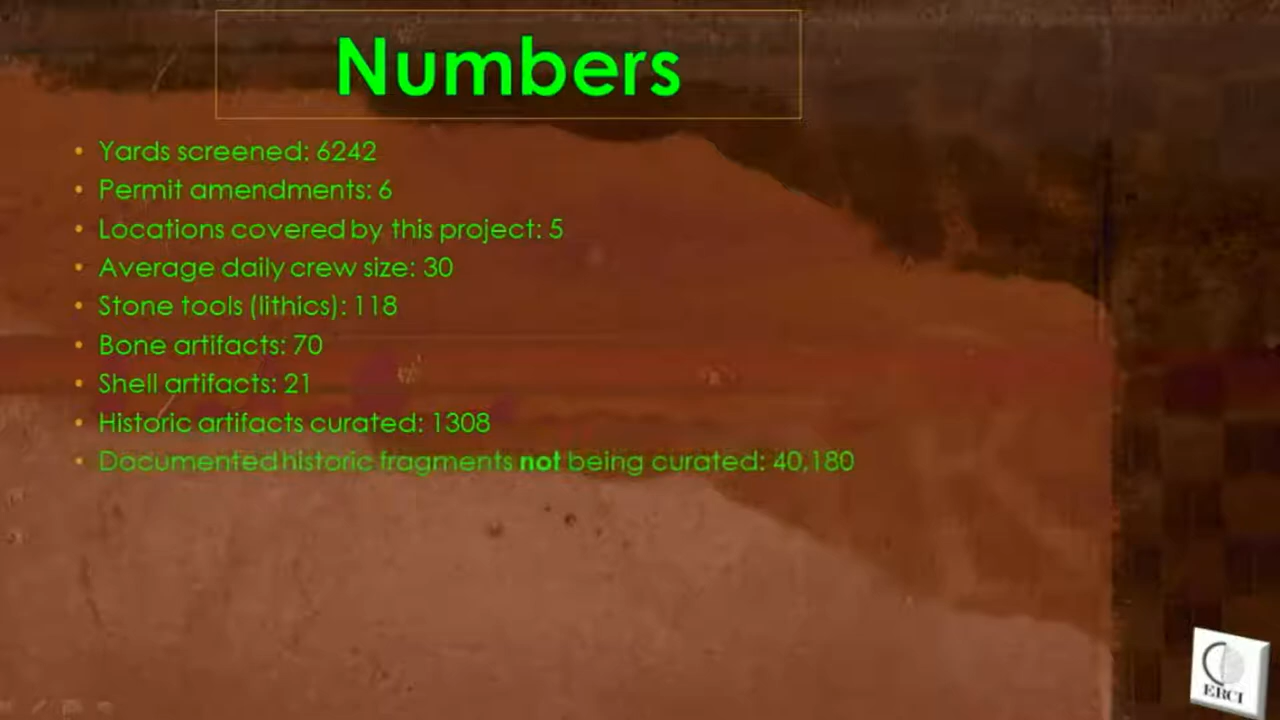 Numbers
• Yards screened: 6242
• Permit amendments: 6
• Locations covered by this project: 5
• Average daily crew size: 30
• Stone tools (lithics): 118
• Bone artifacts: 70
• Shell artifacts: 21
• Historic artifacts curated: 1308
• Documented historic fragments not being curated: 40,180
ERCI